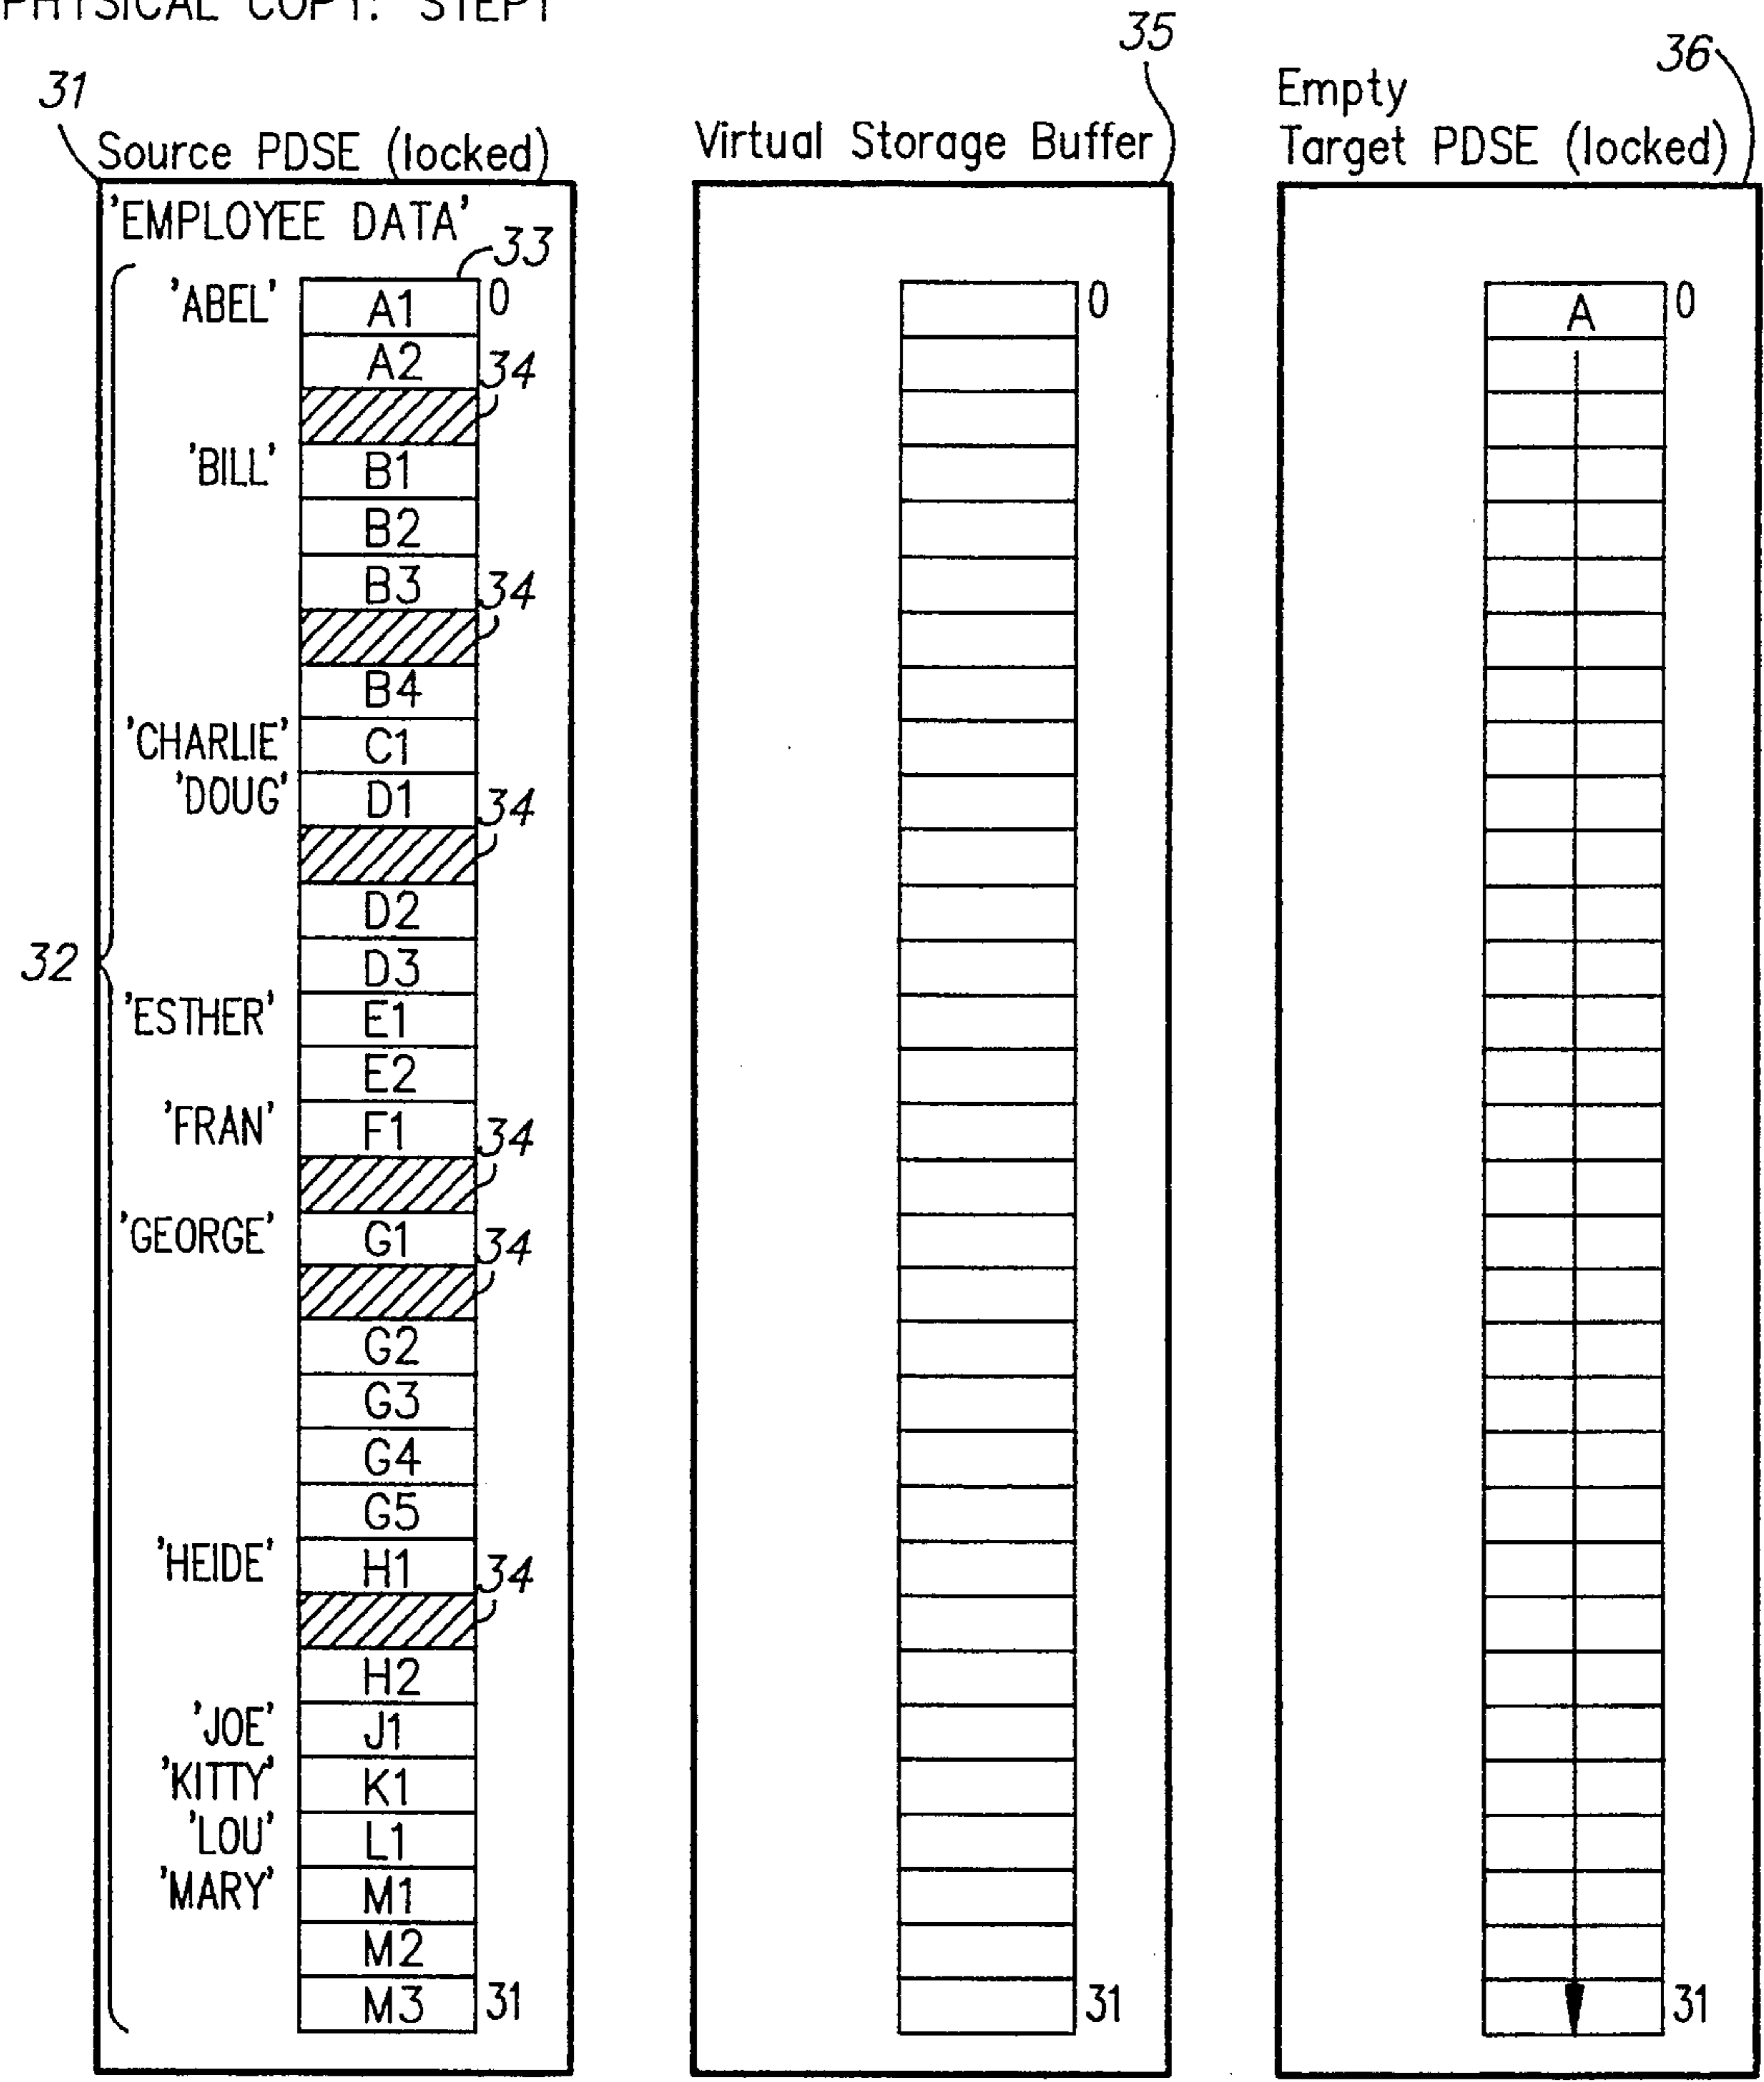 PHYSICAL COPY: STEP1
35
36
31
Empty
Source PDSE (locked)
Virtual Storage Buffer
Target PDSE (locked)
'EMPLOYEE DATA'
33
'ABEL' A1 0
0
A 0
A2 34
'BILL' B1
B2
B3 34
B4
'CHARLIE' C1
'DOUG' D1 34
D2
32
D3
'ESTHER' E1
E2
'FRAN' F1 34
'GEORGE' G1 34
G2
G3
G4
G5
'HEIDE' H1 34
H2
'JOE' J1
'KITTY' K1
'LOU' L1
'MARY' M1
M2
M3 31
31
31